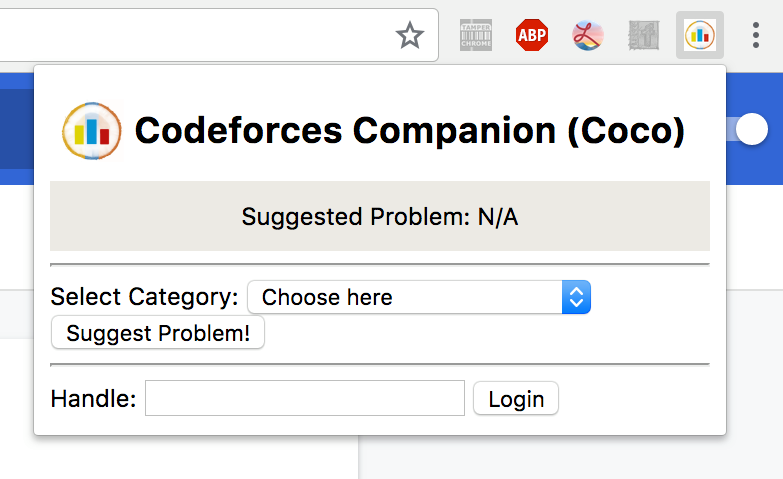 TAMPER
CHROME
ABP
Codeforces Companion (Coco)
Suggested Problem: N/A
Select Category: Choose here
Suggest Problem!
Handle: Login